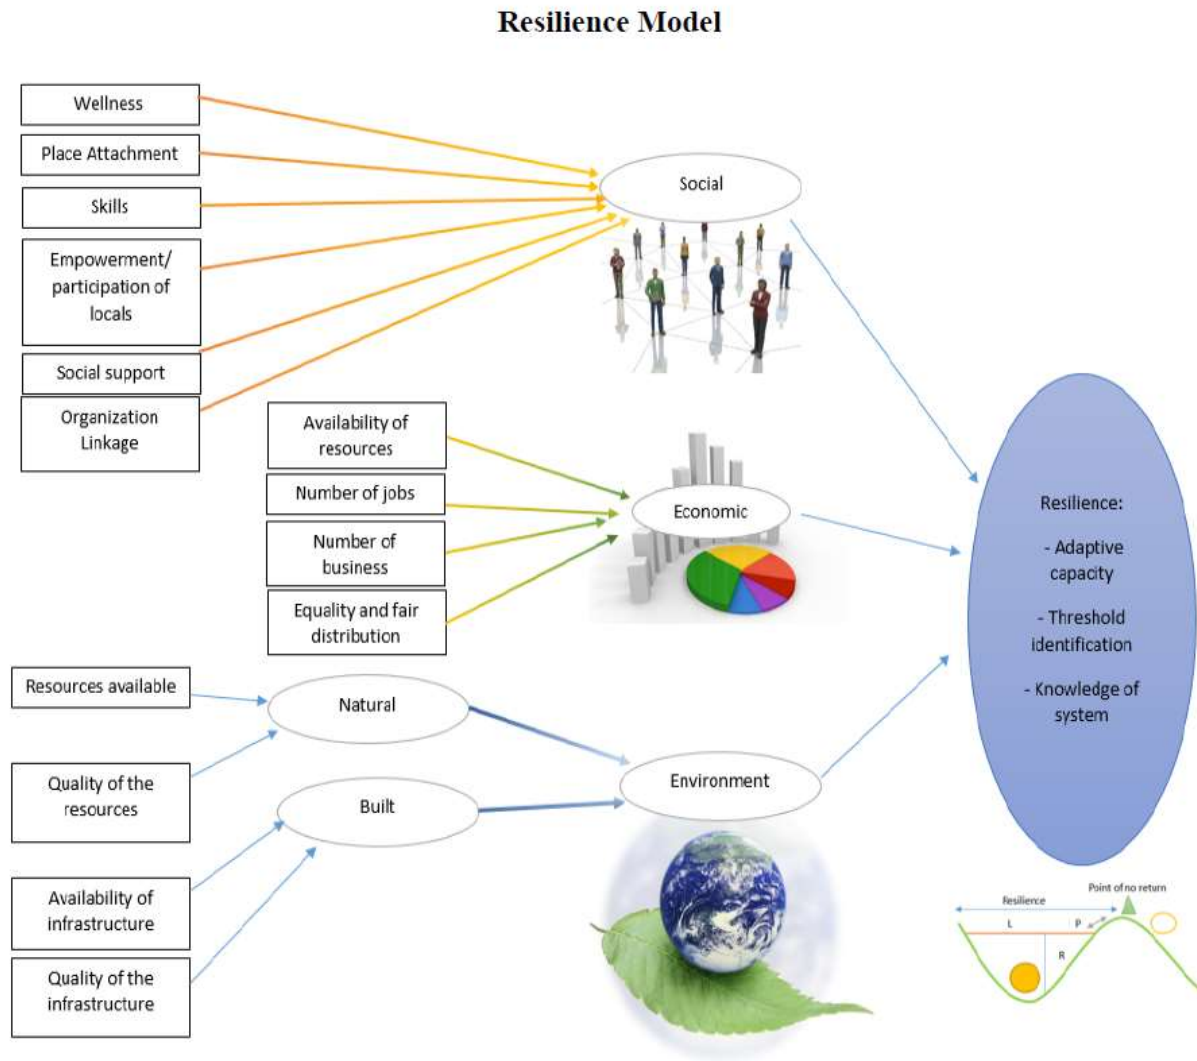 Resilience Model
Wellness
Place Attachment
Skills
Empowerment/
participation of
locals
Social support
Organization
Linkage
Social
Availability of
resources
Number of jobs
Number of
business
Equality and fair
distribution
Economic
Resources available
Quality of the
resources
Availability of
infrastructure
Quality of the
infrastructure
Natural
Built
Environment
Resilience:
- Adaptive
capacity
- Threshold
identification
- Knowledge of
system
Point of no return
Resilience
L
P
R